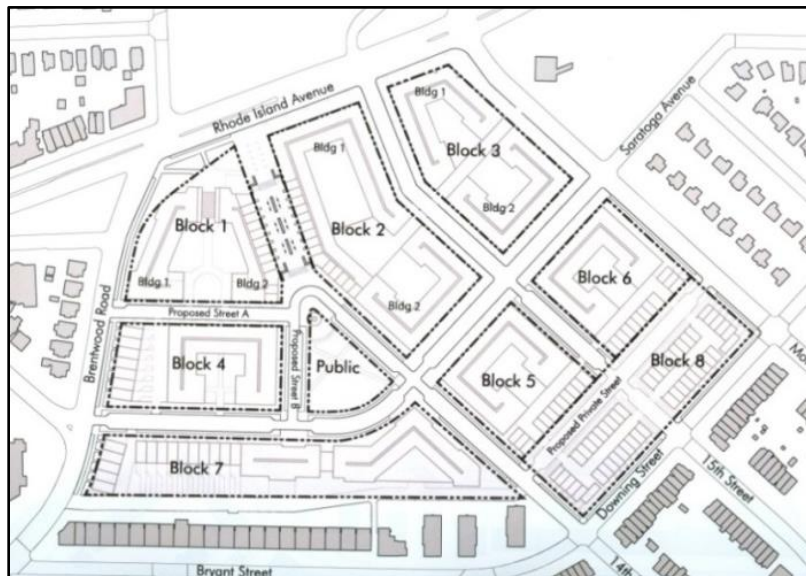 Rhode Island Avenue
Saratoga Avenue
Bldg 1
Block 3
Bldg 2
Bldg 1
Block 2
Bldg 2
Block 1
Bldg 1
Bldg 2
Block 6
Brentwood Road
Proposed Street A
Block 4
Proposed Street B
Public
Block 5
Block 8
Proposed Private Street
Block 7
Downing Street
15th Street
14th
Bryant Street